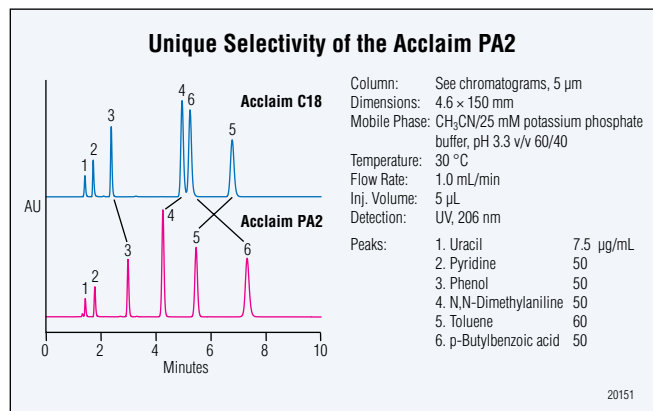 Unique Selectivity of the Acclaim PA2
Acclaim C18
1
2
3
4
6
5
AU
Acclaim PA2
1
2
3
4
5
6
0
2
4
6
8
10
Minutes
Column: See chromatograms, 5 µm
Dimensions: 4.6 × 150 mm
Mobile Phase: CH₃CN/25 mM potassium phosphate
buffer, pH 3.3 v/v 60/40
Temperature: 30 °C
Flow Rate: 1.0 mL/min
Inj. Volume: 5 µL
Detection: UV, 206 nm
Peaks: 1. Uracil 7.5 µg/mL
2. Pyridine 50
3. Phenol 50
4. N,N-Dimethylaniline 50
5. Toluene 60
6. p-Butylbenzoic acid 50
20151